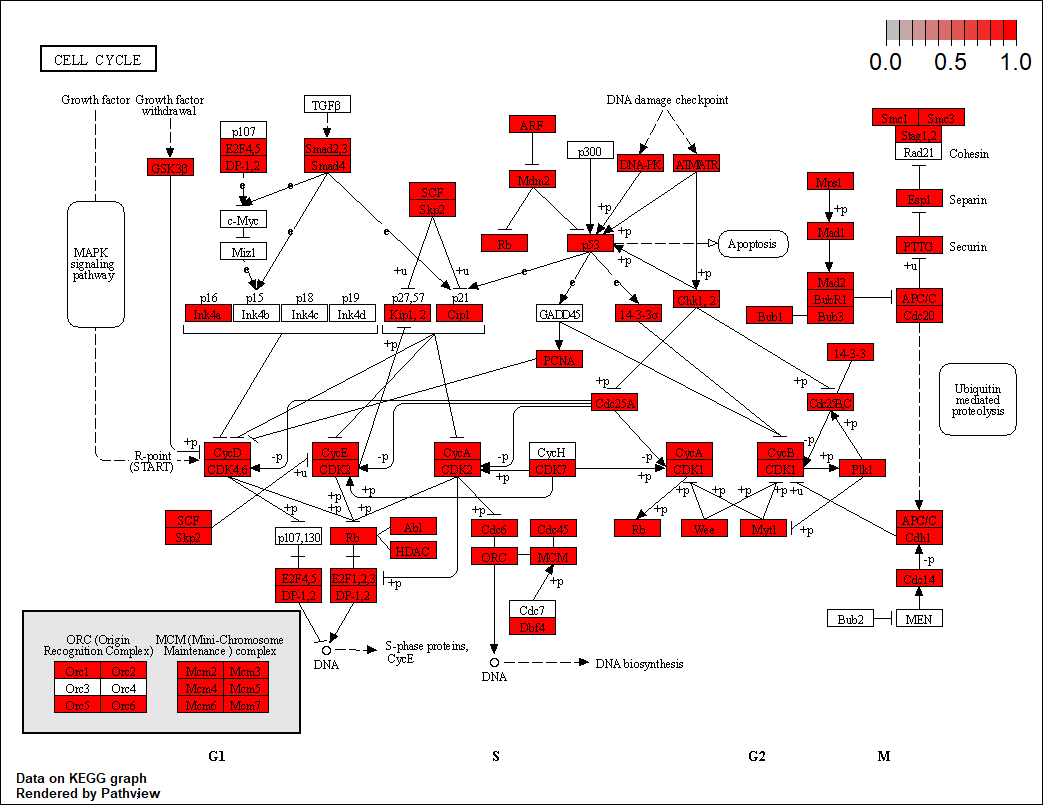 0.0 0.5 1.0
CELL CYCLE
Growth factor
Growth factor
withdrawal
TGFβ
DNA damage checkpoint
p107
E2F4,5
DP-1,2
GSK3β
Smad2,3
Smad4
ARF
p300
DNA-PK
ATMATR
Smc1 Smc3
Stag1,2
Rad21
Cohesin
Mdm2
SCF
Skp2
e
+p
+p
Mps1
+p
Esp1
Separin
c-Myc
Miz1
MAPK
signaling
pathway
e
e
Rb
p53
+p
Apoptosis
Mad1
PTTG
Securin
+u
+u
+u
e
e
e
+p
p16
Ink4a
p15
Ink4b
p18
Ink4c
p19
Ink4d
p27,57
Kip1, 2
p21
Cip1
GADD45
14-3-3σ
Chk1, 2
Mad2
BubR1
Bub3
Bub1
APC/C
Cdc20
+p
PCNA
14-3-3
+p
+p
Cdc25A
Cdc25B,C
Ubiquitin
mediated
proteolysis
R-point
(START)
+p
CycD
CDK4,6
-p
+u
CycE
CDK2
-p
CycA
CDK2
-p
+p
CycH
CDK7
-p
+p
CycA
CDK1
CycB
CDK1
-p
+p
+p
Plk1
SCF
Skp2
+p
+p
+p
+p
+p
+p
+p
+p
+u
p107,130
Rb
Abl
HDAC
Cdc6
Cdc45
ORC
MCM
Rb
Wee
Myt1
+p
APC/C
Cdh1
-p
Cdc14
E2F4,5
DP-1,2
E2F1,2,3
DP-1,2
+p
+p
Cdc7
Dbf4
Bub2
MEN
DNA
S-phase proteins,
CycE
DNA
DNA biosynthesis
ORC (Origin
Recognition Complex)
MCM (Mini-Chromosome
Maintenance ) complex
Orc1 Orc2
Orc3 Orc4
Orc5 Orc6
Mcm2 Mcm3
Mcm4 Mcm5
Mcm6 Mcm7
G1 S G2 M
Data on KEGG graph
Rendered by Pathview